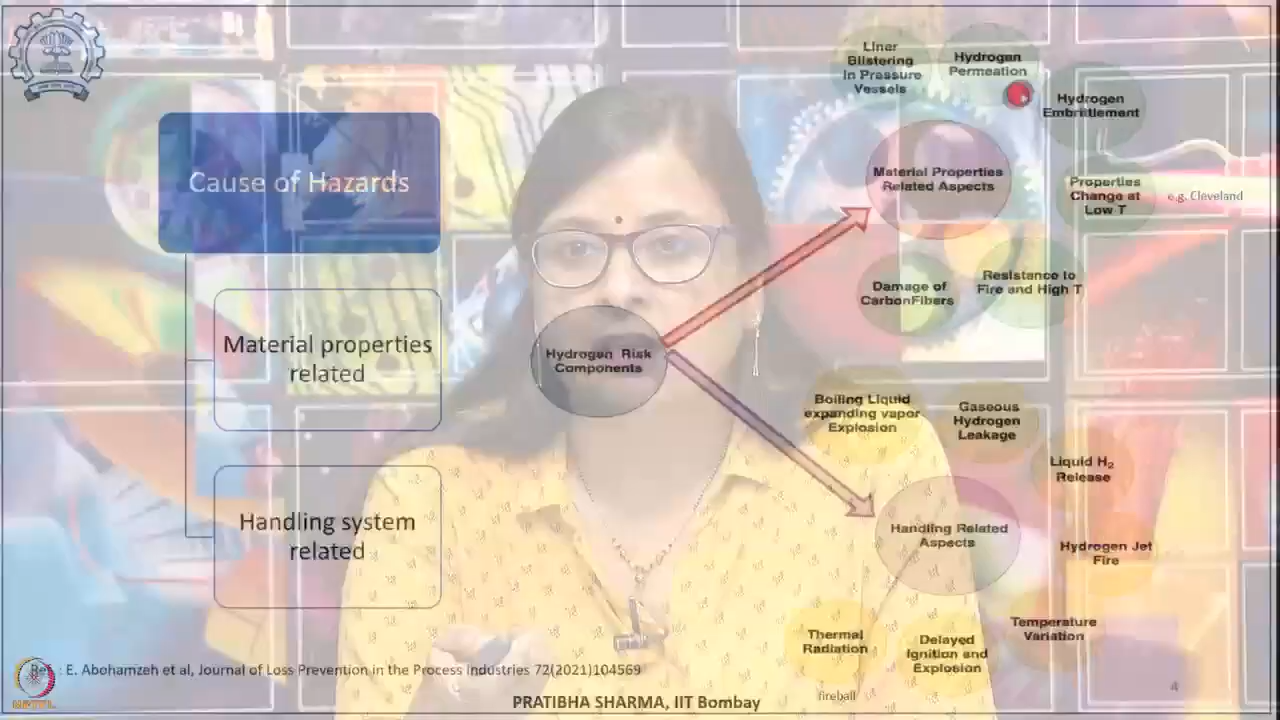 Cause of Hazards
Material properties
related
Handling system
related
Hydrogen Risk
Components
Liner
Blistering
In Pressure
Vessels
Hydrogen
Permeation
Hydrogen
Embrittlement
Material Properties
Related Aspects
Properties
Change at
Low T
e.g. Cleveland
Damage of
CarbonFibers
Resistance to
Fire and High T
Boiling Liquid
expanding vapor
Explosion
Gaseous
Hydrogen
Leakage
Liquid H₂
Release
Handling Related
Aspects
Hydrogen Jet
Fire
Temperature
Variation
Thermal
Radiation
Delayed
Ignition and
Explosion
fireball
Ref : E. Abohamzeh et al, Journal of Loss Prevention in the Process Industries 72(2021)104569
4
NPTEL
PRATIBHA SHARMA, IIT Bombay